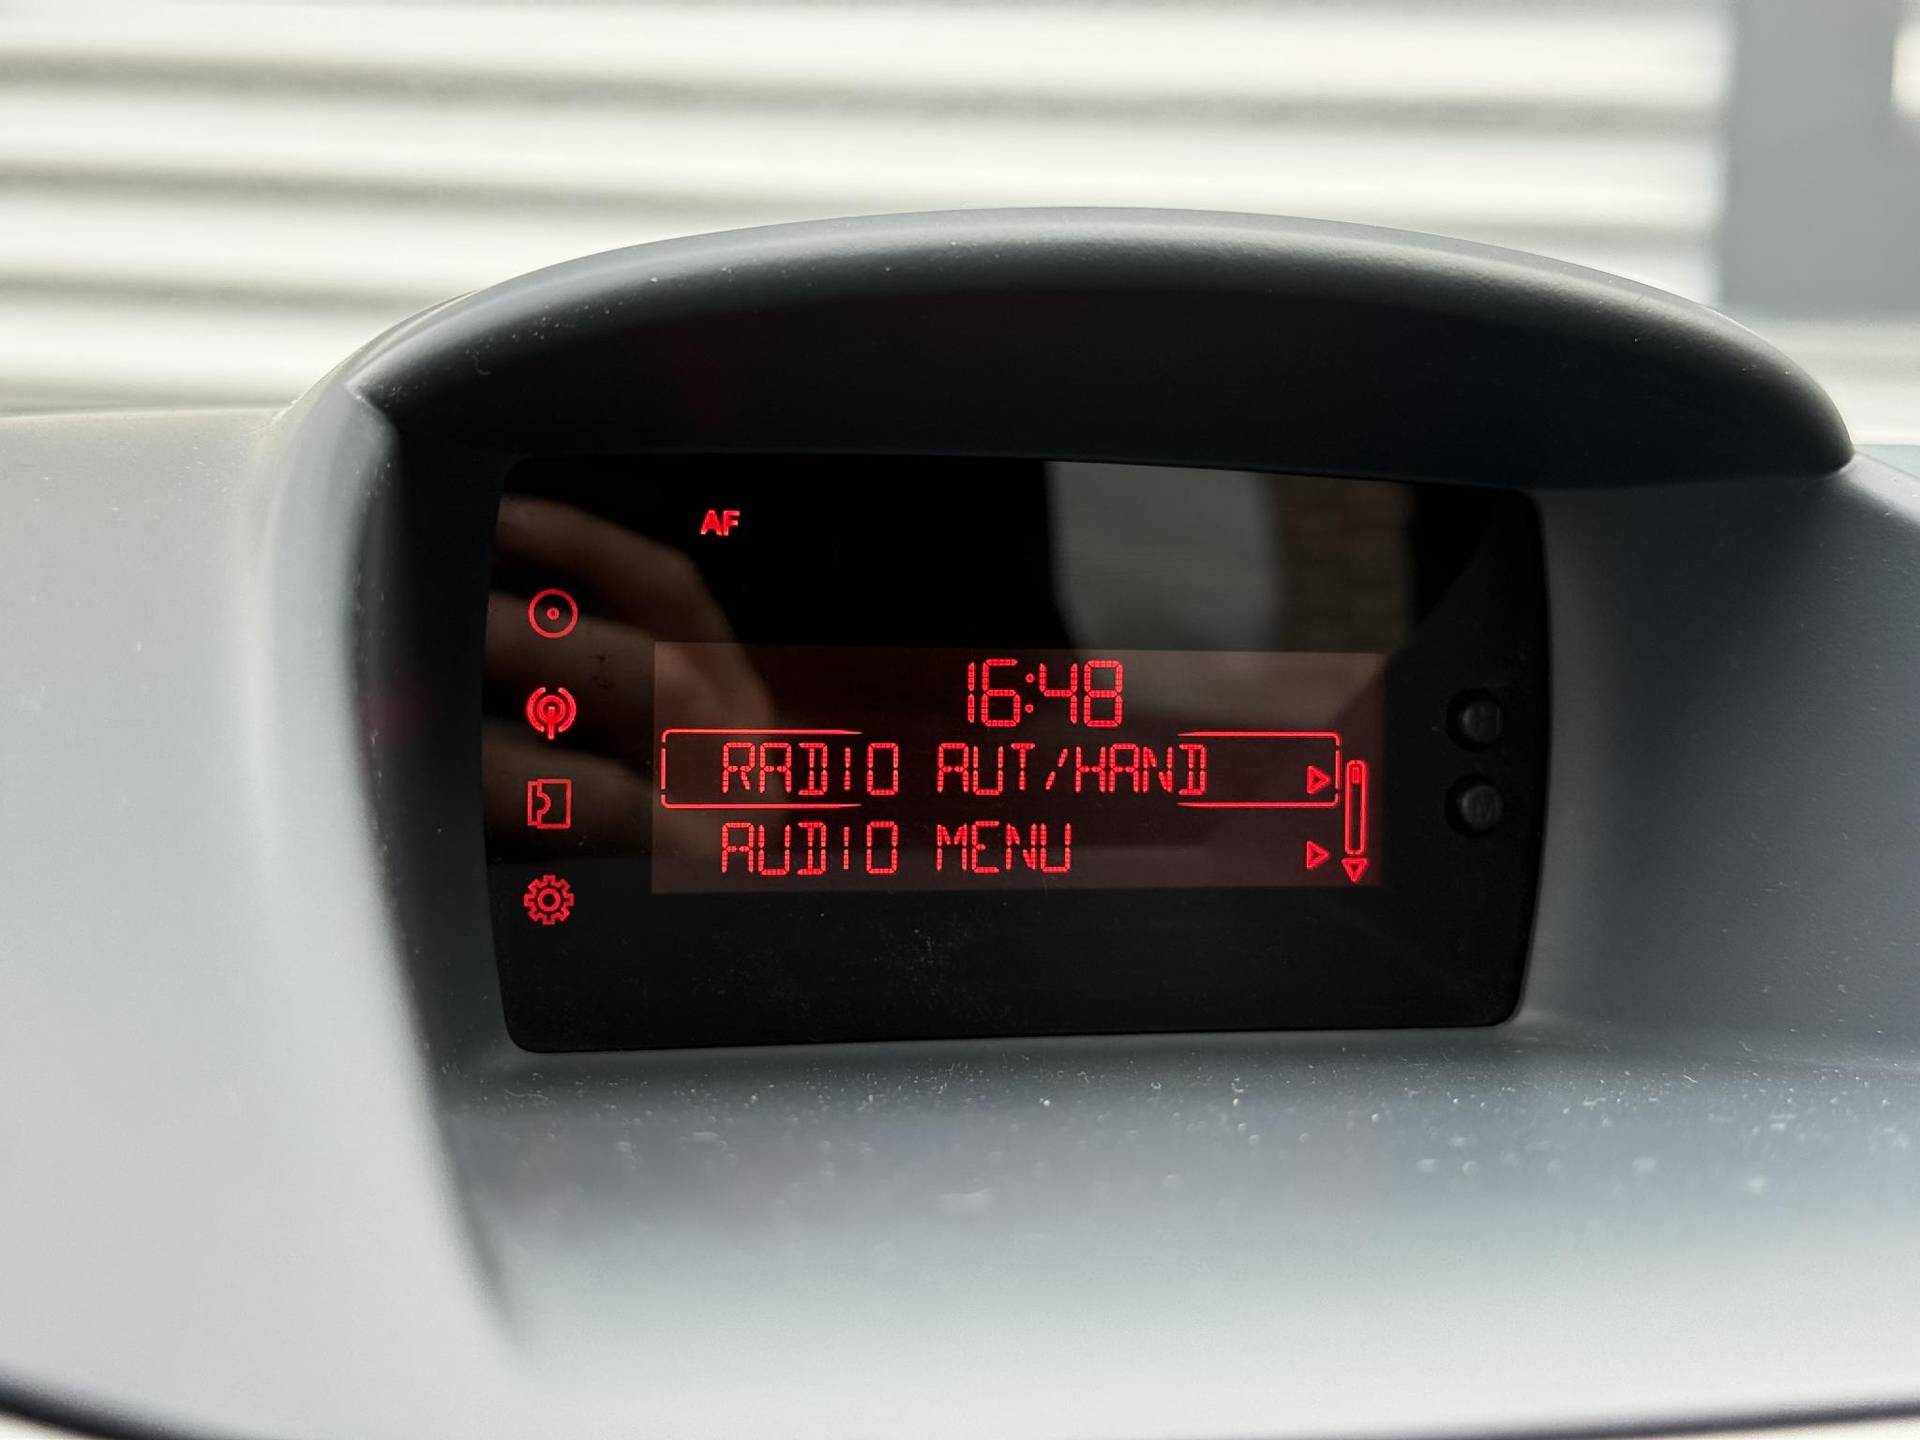 AF
16:48
RADIO AUT/HAND
AUDIO MENU